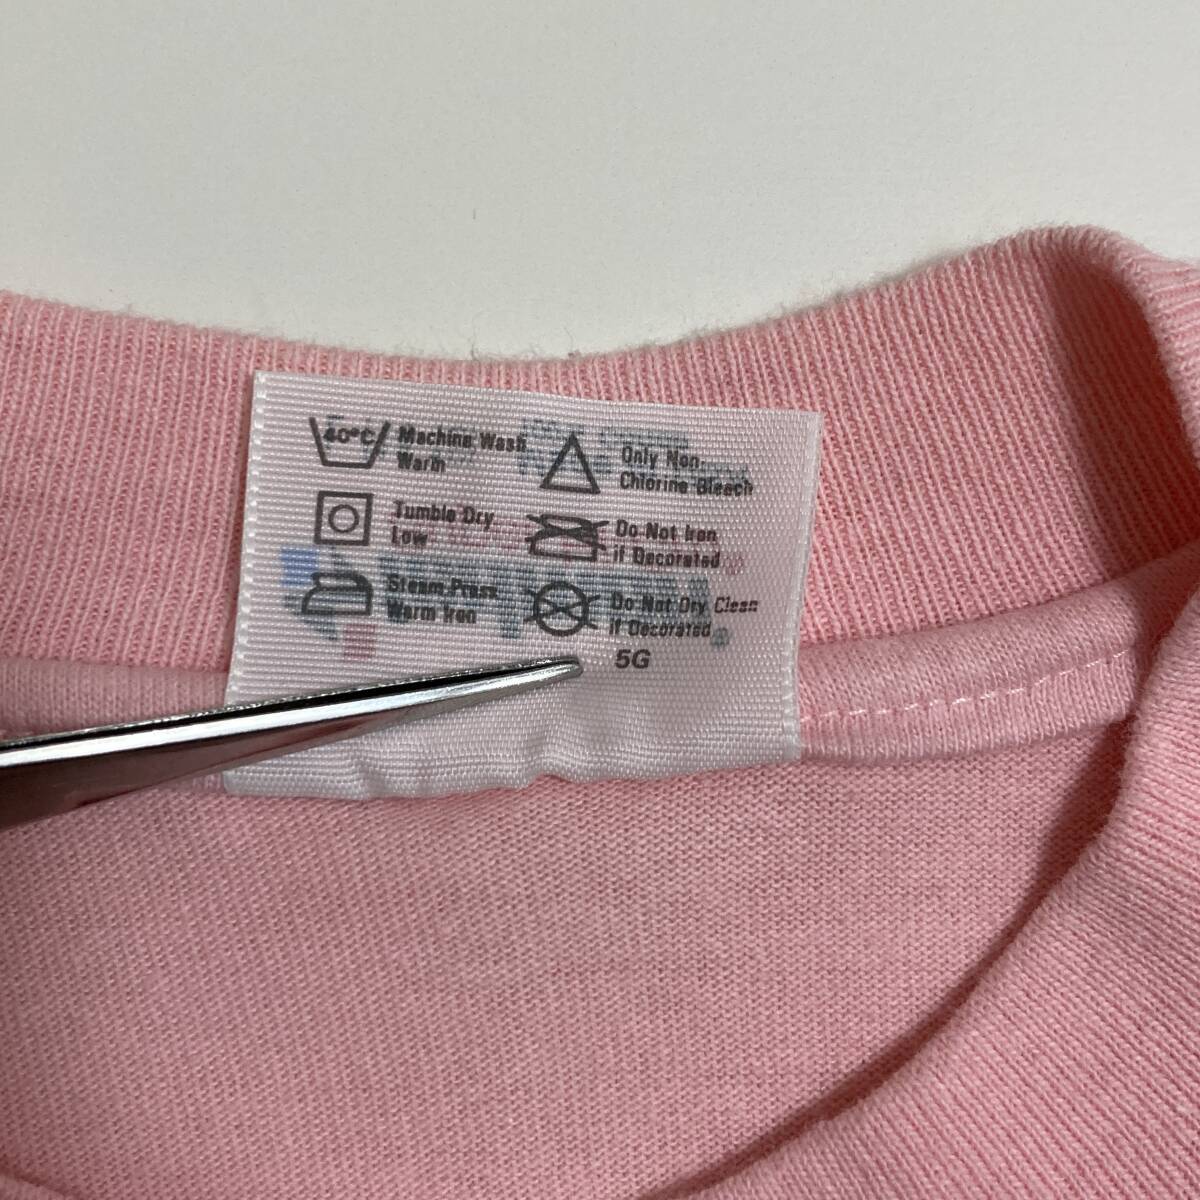 40°C
Machine Wash
Warm
Only Non-
Chlorine Bleach
Tumble Dry
Low
Do Not Iron
if Decorated
Steam Press
Warm Iron
Do Not Dry Clean
if Decorated
5G